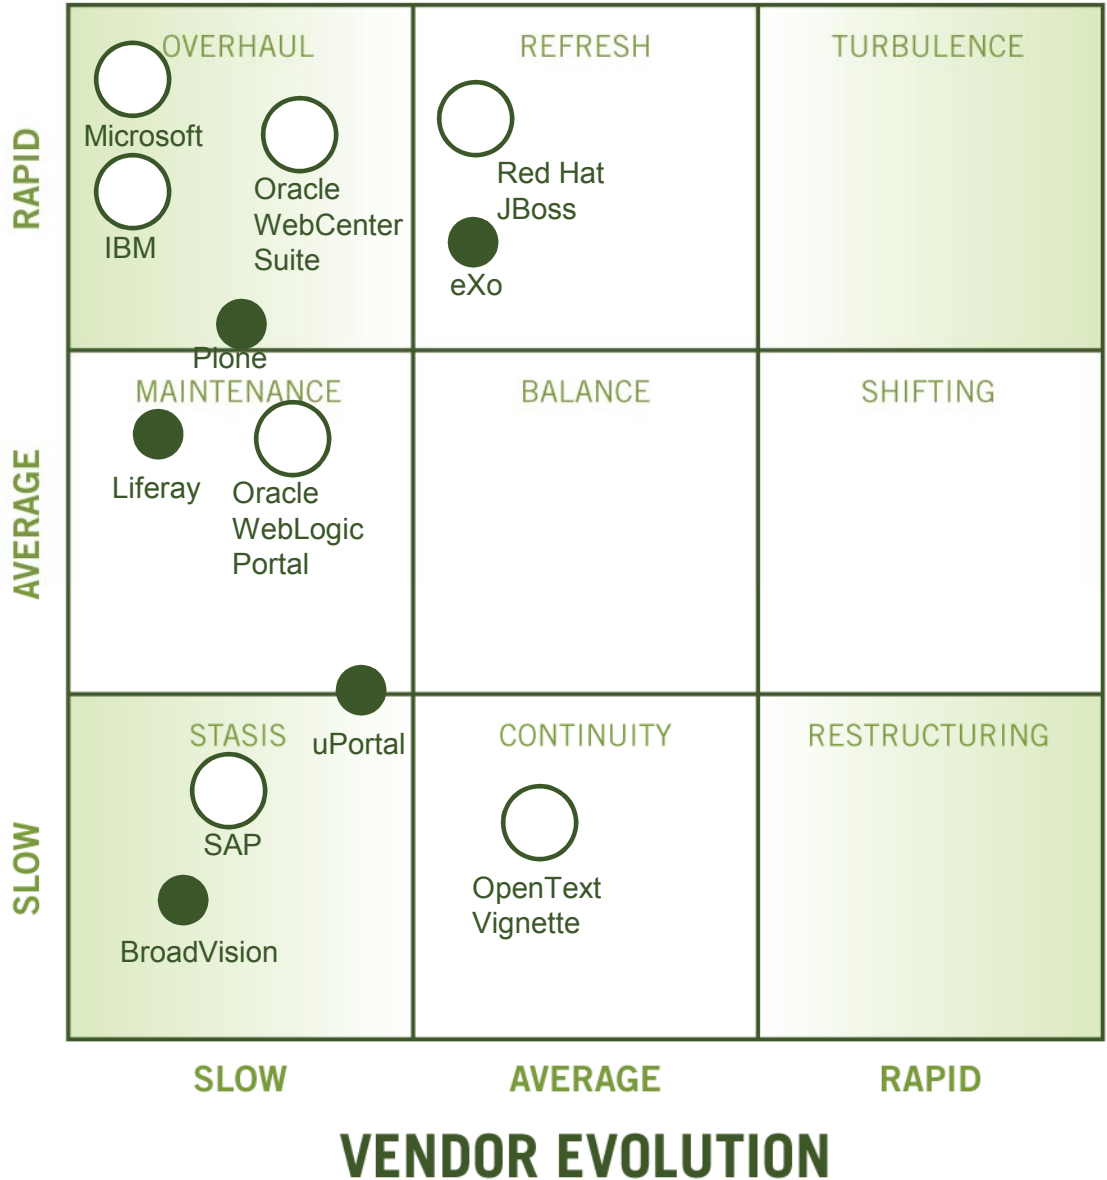 OVERHAUL
REFRESH
TURBULENCE
RAPID
Microsoft
IBM
Oracle
WebCenter
Suite
Red Hat
JBoss
eXo
Plone
MAINTENANCE
BALANCE
SHIFTING
AVERAGE
Liferay
Oracle
WebLogic
Portal
STASIS
CONTINUITY
RESTRUCTURING
SLOW
uPortal
SAP
BroadVision
OpenText
Vignette
SLOW
AVERAGE
RAPID
VENDOR EVOLUTION